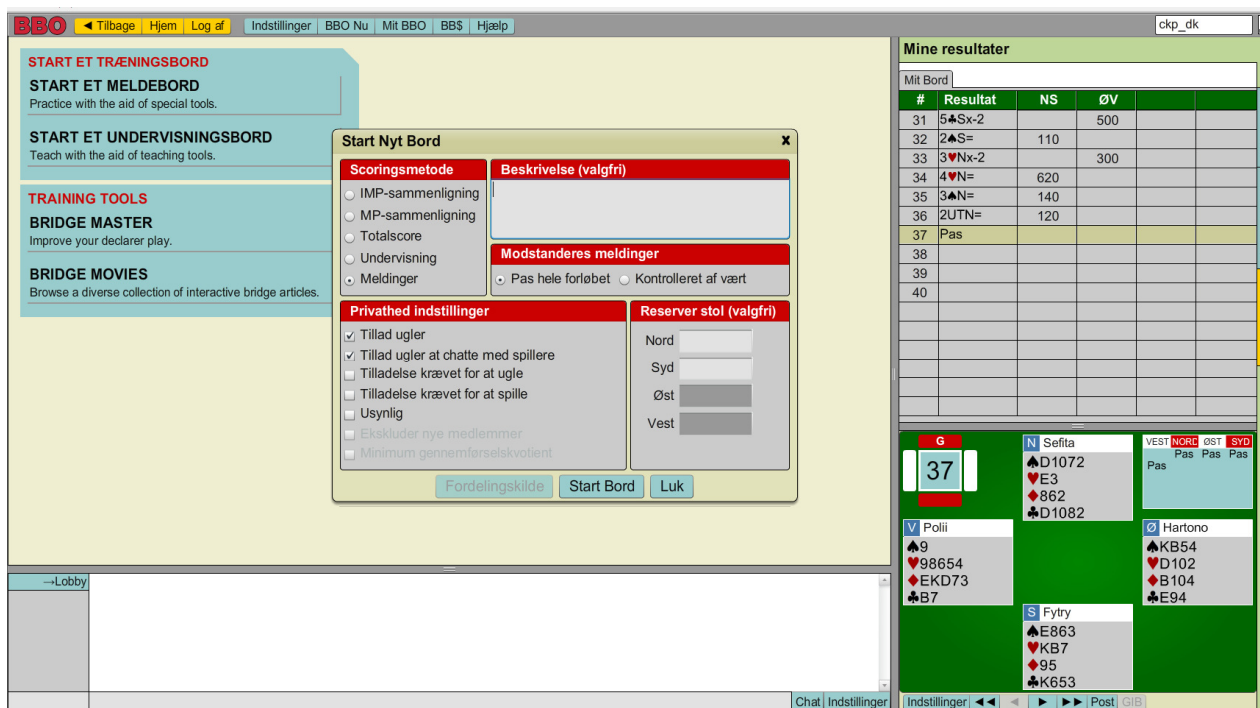 BBO ◄ Tilbage Hjem Log af Indstillinger BBO Nu Mit BBO BB$ Hjælp ckp_dk
START ET TRÆNINGSBORD
START ET MELDEBORD
Practice with the aid of special tools.
START ET UNDERVISNINGSBORD
Teach with the aid of teaching tools.
TRAINING TOOLS
BRIDGE MASTER
Improve your declarer play.
BRIDGE MOVIES
Browse a diverse collection of interactive bridge articles.
Start Nyt Bord x
Scoringsmetode
IMP-sammenligning
MP-sammenligning
Totalscore
Undervisning
Meldinger
Beskrivelse (valgfri)
Modstanderes meldinger
Pas hele forløbet Kontrolleret af vært
Privathed indstillinger
Tillad ugler
Tillad ugler at chatte med spillere
Tilladelse krævet for at ugle
Tilladelse krævet for at spille
Usynlig
Ekskluder nye medlemmer
Minimum gennemførselskvotient
Reserver stol (valgfri)
Nord
Syd
Øst
Vest
Fordelingskilde Start Bord Luk
→Lobby
Chat Indstillinger
Mine resultater
Mit Bord
# Resultat NS ØV
31 5♣Sx-2 500
32 2♠S= 110
33 3♥Nx-2 300
34 4♥N= 620
35 3♠N= 140
36 2UTN= 120
37 Pas
38
39
40
G
37
N Sefita
♠D1072
♥E3
♦862
♣D1082
VEST NORD ØST SYD
Pas Pas Pas
Pas
V Polii
♠9
♥98654
♦EKD73
♣B7
Ø Hartono
♠KB54
♥D102
♦B104
♣E94
S Fytry
♠E863
♥KB7
♦95
♣K653
Indstillinger ◄◄ ◄ ► ►► Post GIB